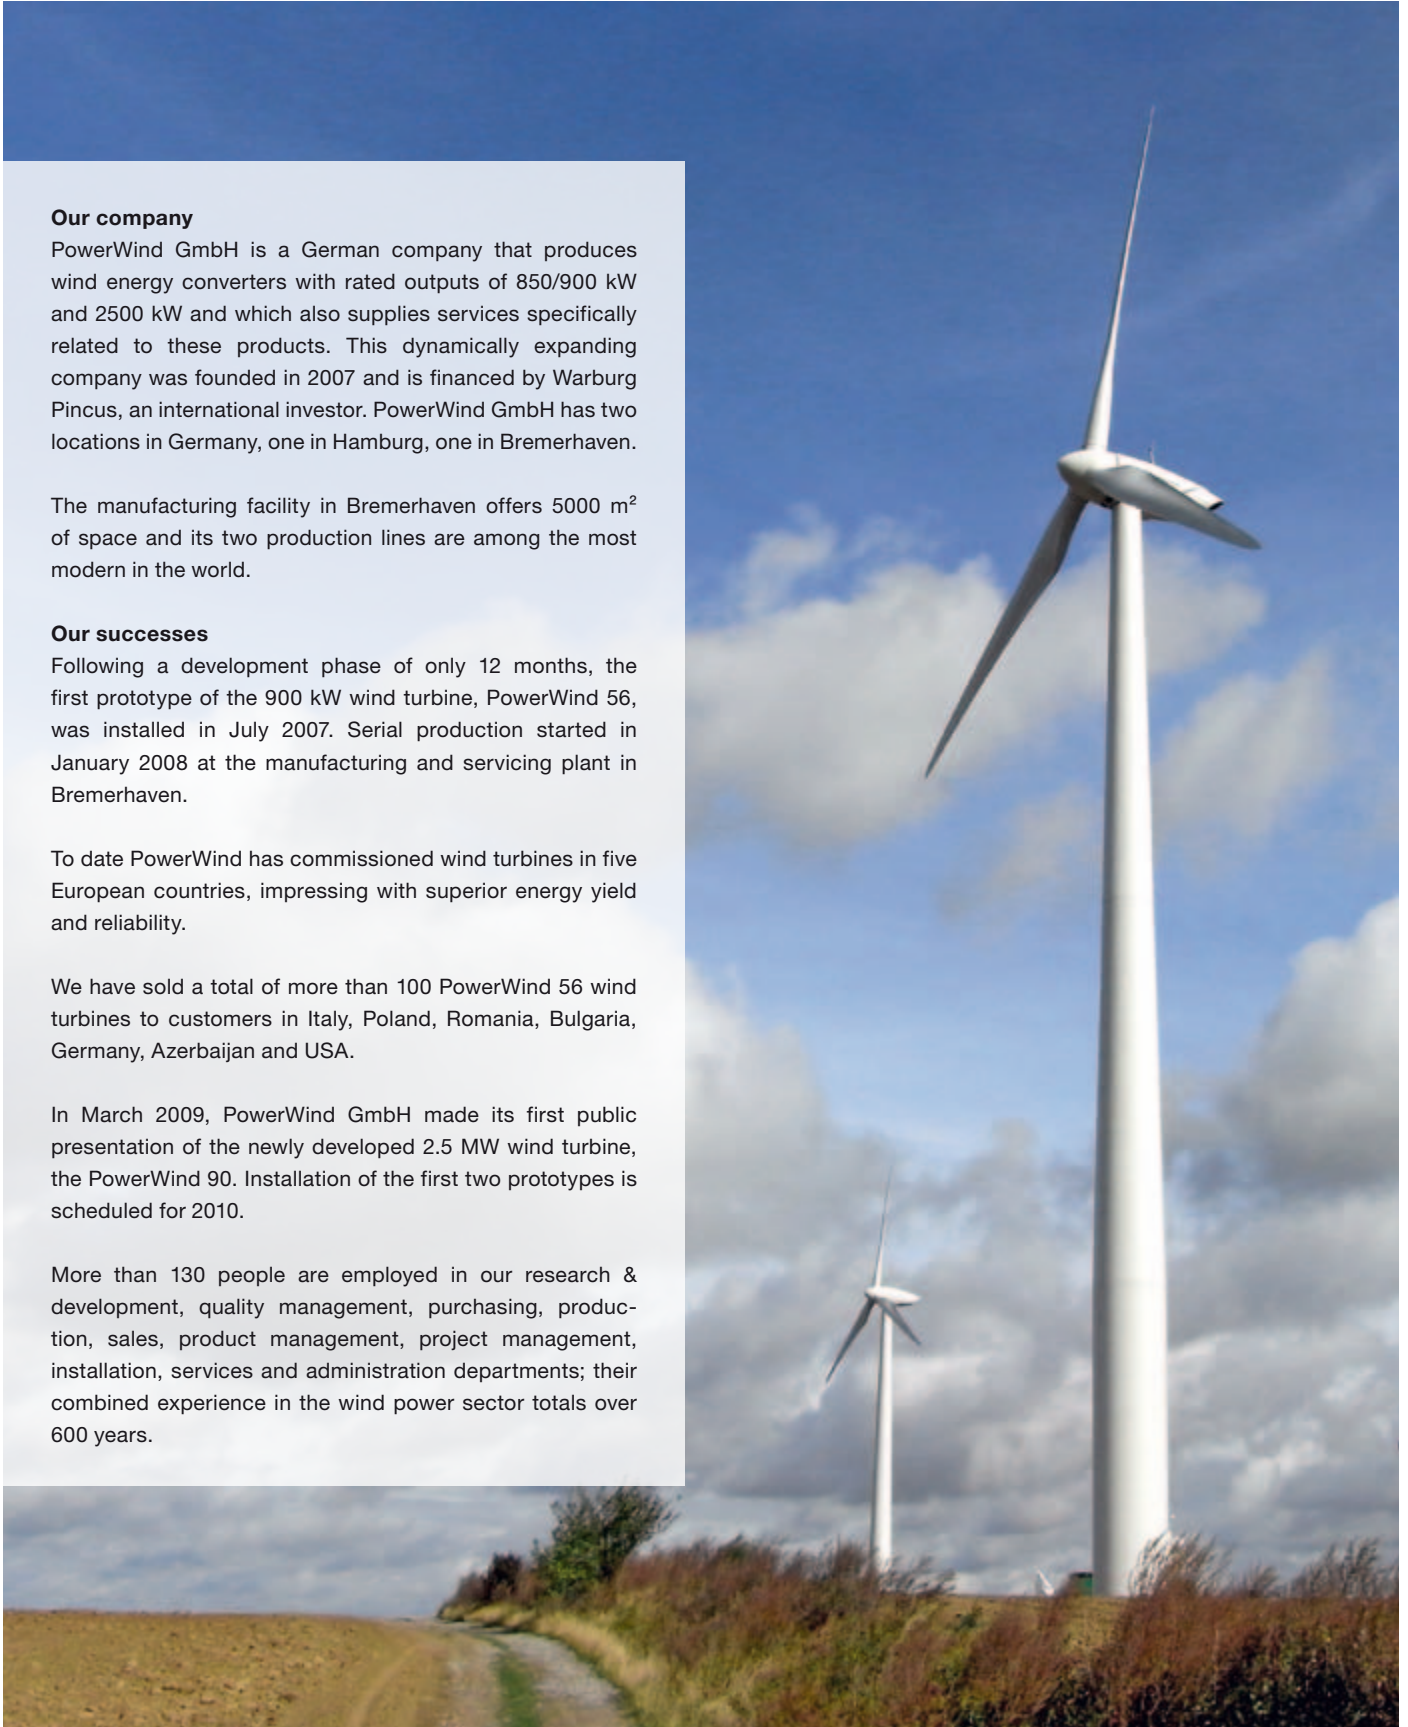 Our company
PowerWind GmbH is a German company that produces
wind energy converters with rated outputs of 850/900 kW
and 2500 kW and which also supplies services specifically
related to these products. This dynamically expanding
company was founded in 2007 and is financed by Warburg
Pincus, an international investor. PowerWind GmbH has two
locations in Germany, one in Hamburg, one in Bremerhaven.
The manufacturing facility in Bremerhaven offers 5000 m²
of space and its two production lines are among the most
modern in the world.
Our successes
Following a development phase of only 12 months, the
first prototype of the 900 kW wind turbine, PowerWind 56,
was installed in July 2007. Serial production started in
January 2008 at the manufacturing and servicing plant in
Bremerhaven.
To date PowerWind has commissioned wind turbines in five
European countries, impressing with superior energy yield
and reliability.
We have sold a total of more than 100 PowerWind 56 wind
turbines to customers in Italy, Poland, Romania, Bulgaria,
Germany, Azerbaijan and USA.
In March 2009, PowerWind GmbH made its first public
presentation of the newly developed 2.5 MW wind turbine,
the PowerWind 90. Installation of the first two prototypes is
scheduled for 2010.
More than 130 people are employed in our research &
development, quality management, purchasing, produc-
tion, sales, product management, project management,
installation, services and administration departments; their
combined experience in the wind power sector totals over
600 years.